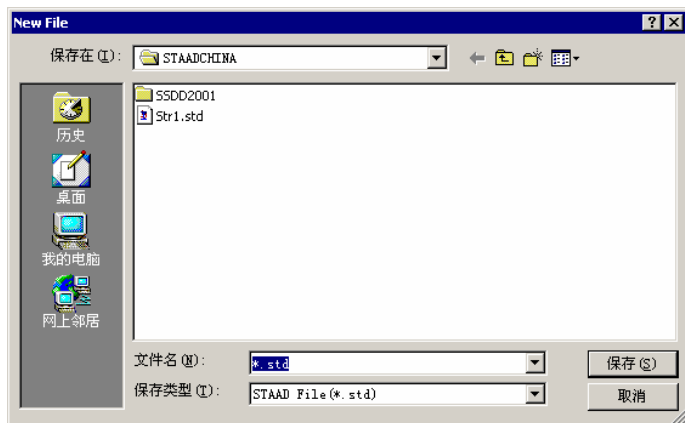 New File
保存在(I):
STAADCHINA
SSDD2001
Str1.std
历史
桌面
我的电脑
网上邻居
文件名(N):
*.std
保存(S)
保存类型(T):
STAAD File(*.std)
取消